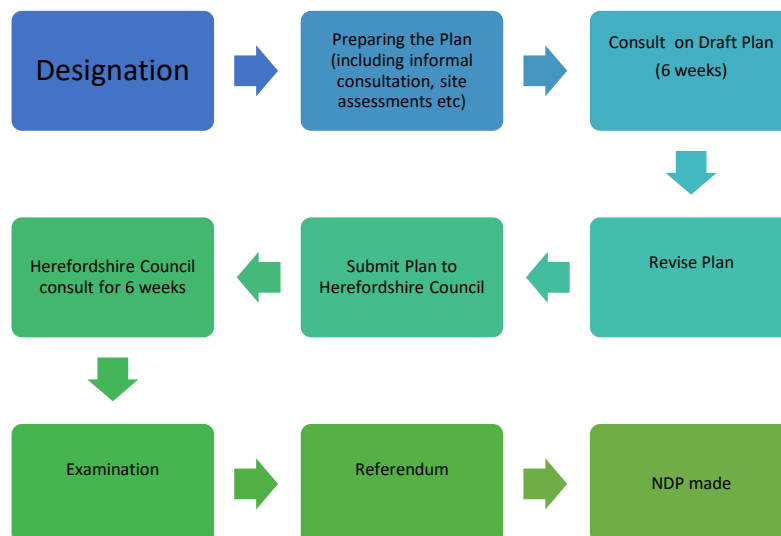 Designation
Preparing the Plan
(including informal
consultation, site
assessments etc)
Consult on Draft Plan
(6 weeks)
Revise Plan
Submit Plan to
Herefordshire Council
Herefordshire Council
consult for 6 weeks
Examination
Referendum
NDP made